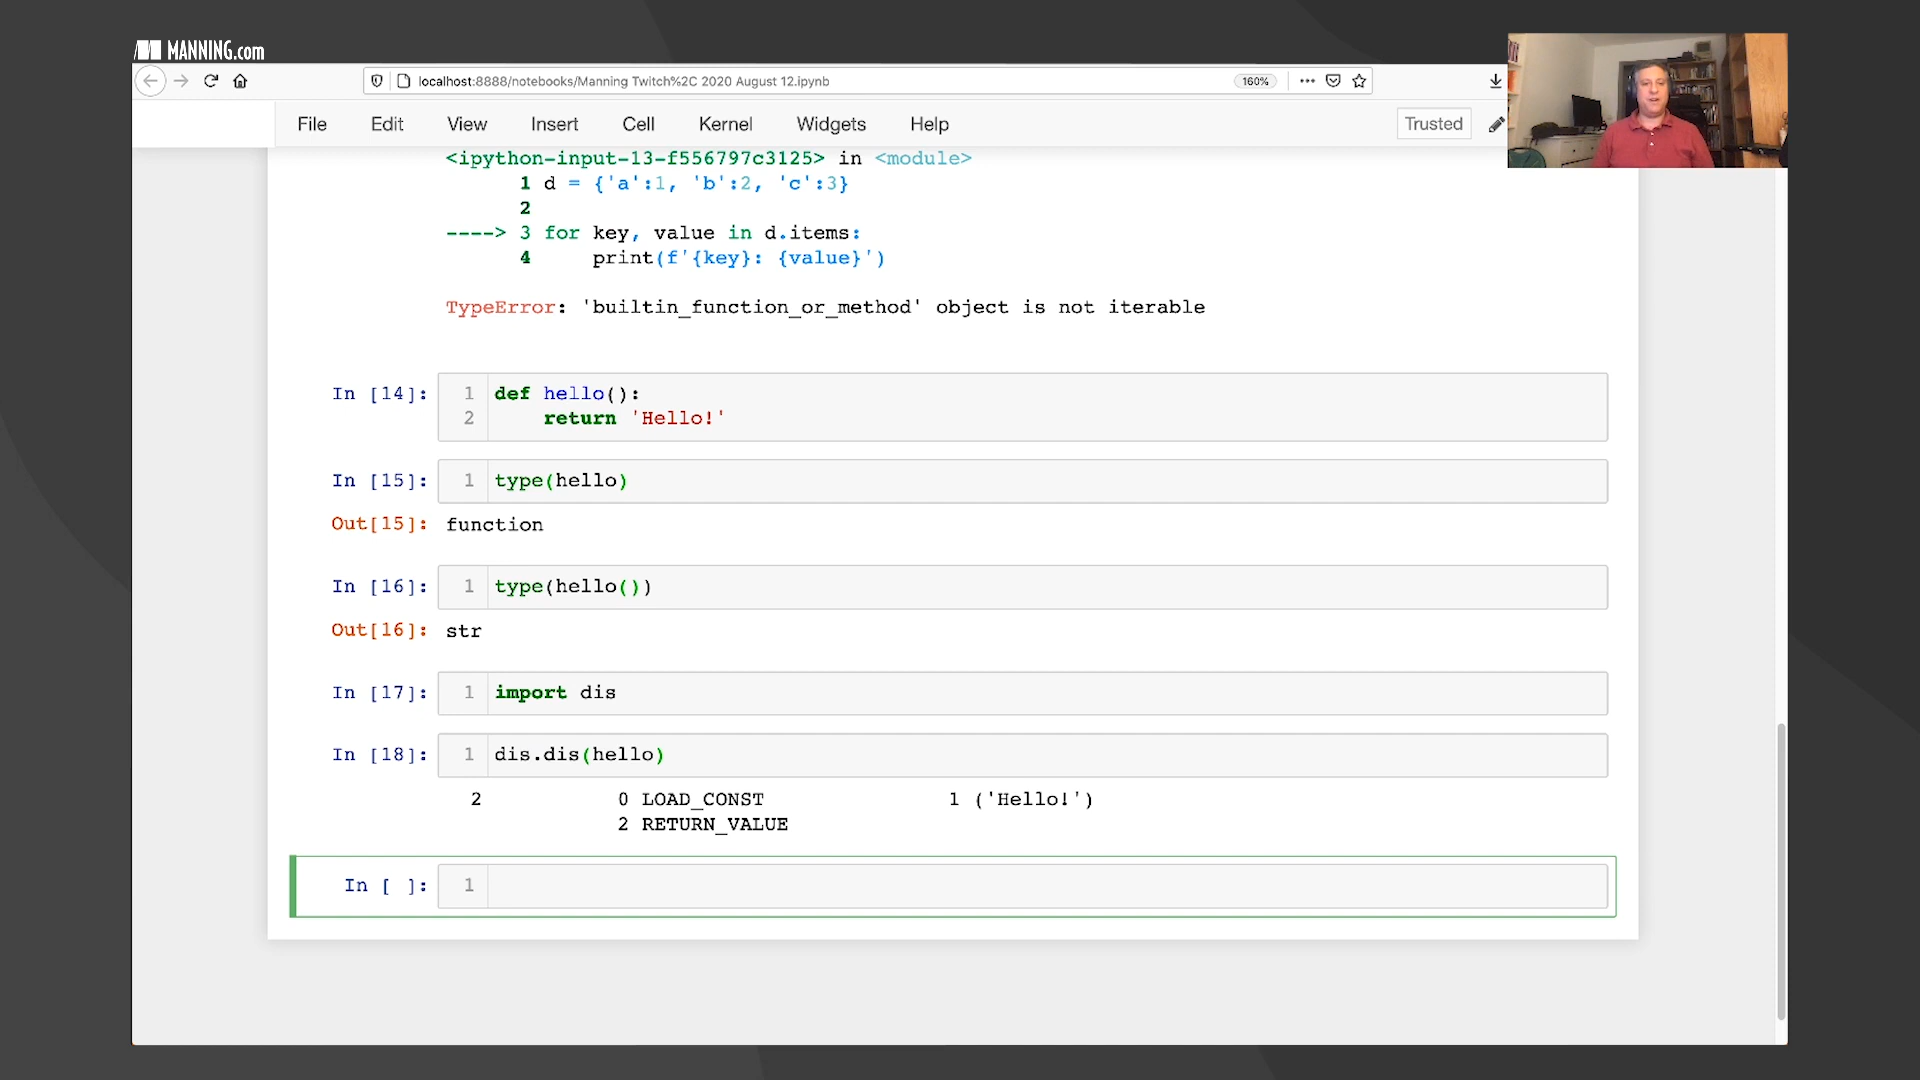 MANNING.com
localhost:8888/notebooks/Manning Twitch%2C 2020 August 12.ipynb 160%
File Edit View Insert Cell Kernel Widgets Help Trusted
<ipython-input-13-f556797c3125> in <module>
1 d = {'a':1, 'b':2, 'c':3}
2
----> 3 for key, value in d.items:
4     print(f'{key}: {value}')
TypeError: 'builtin_function_or_method' object is not iterable
In [14]: 1 def hello():
2     return 'Hello!'
In [15]: 1 type(hello)
Out[15]: function
In [16]: 1 type(hello())
Out[16]: str
In [17]: 1 import dis
In [18]: 1 dis.dis(hello)
2 0 LOAD_CONST 1 ('Hello!')
2 RETURN_VALUE
In [ ]: 1